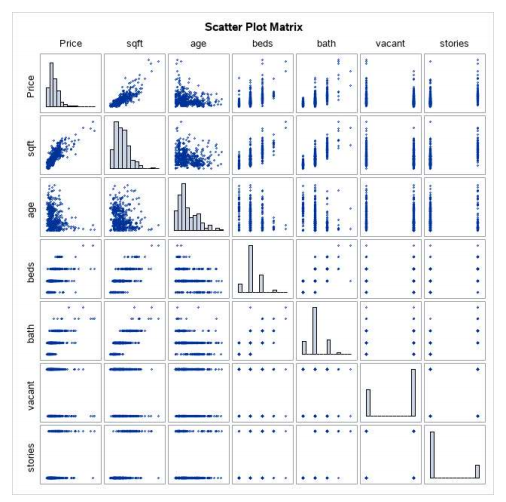 Scatter Plot Matrix
Price sqft age beds bath vacant stories
Price
sqft
age
beds
bath
vacant
stories